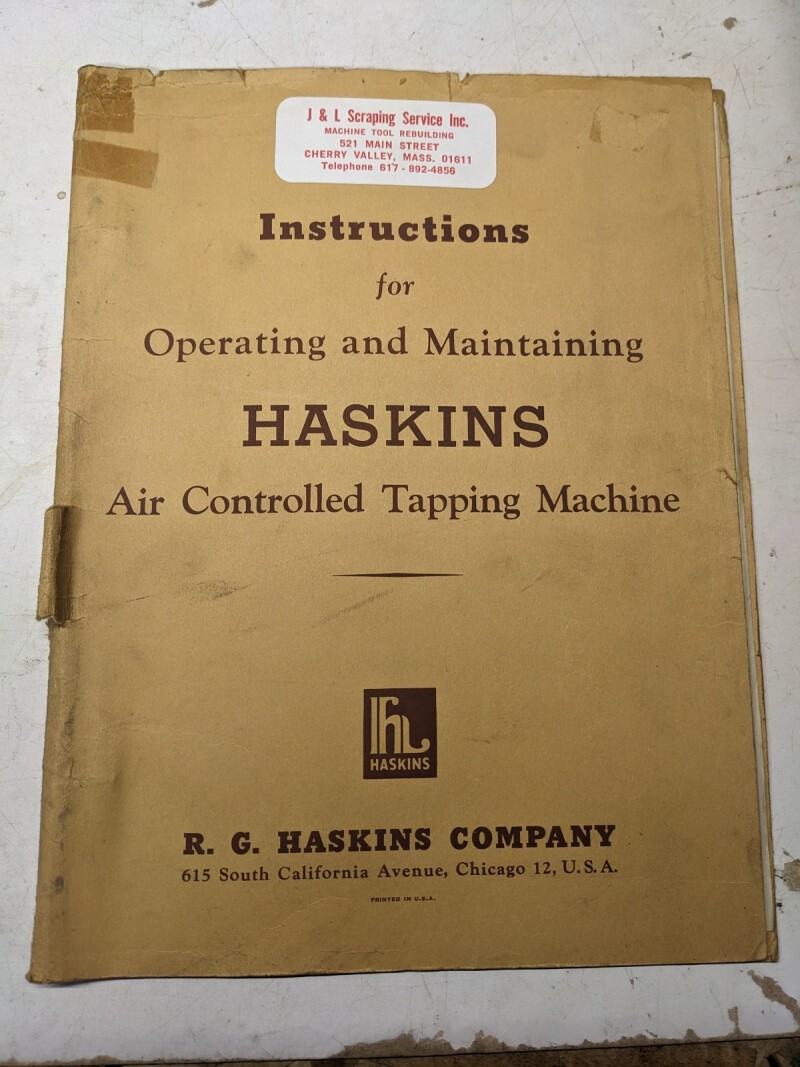 J & L Scraping Service Inc.
MACHINE TOOL REBUILDING
521 MAIN STREET
CHERRY VALLEY, MASS. 01611
Telephone 617-892-4856
Instructions
for
Operating and Maintaining
HASKINS
Air Controlled Tapping Machine
HASKINS
R. G. HASKINS COMPANY
615 South California Avenue, Chicago 12, U.S.A.
PRINTED IN U.S.A.